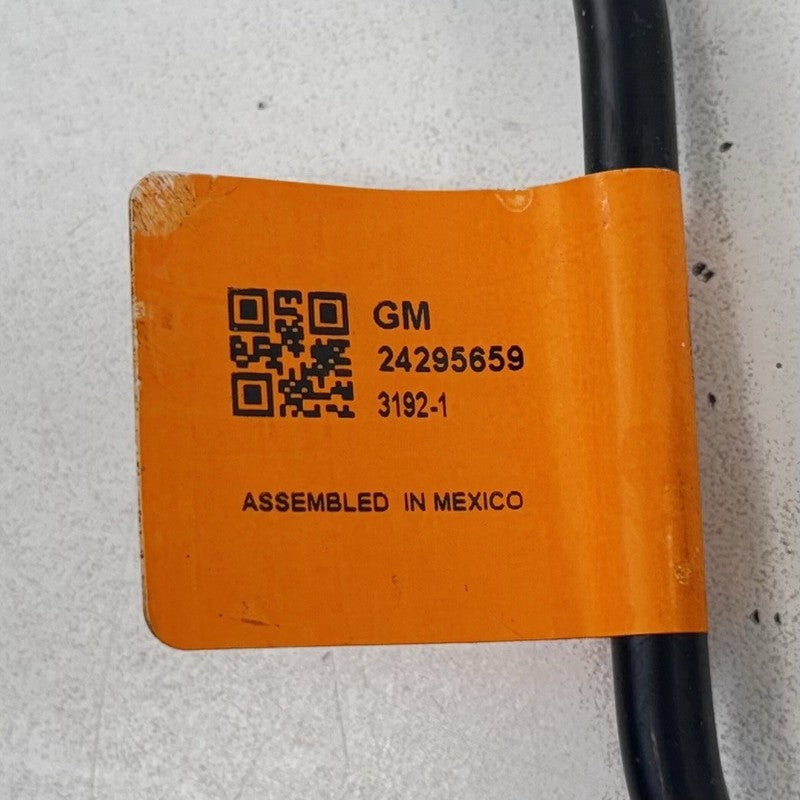 GM
24295659
3192-1
ASSEMBLED IN MEXICO